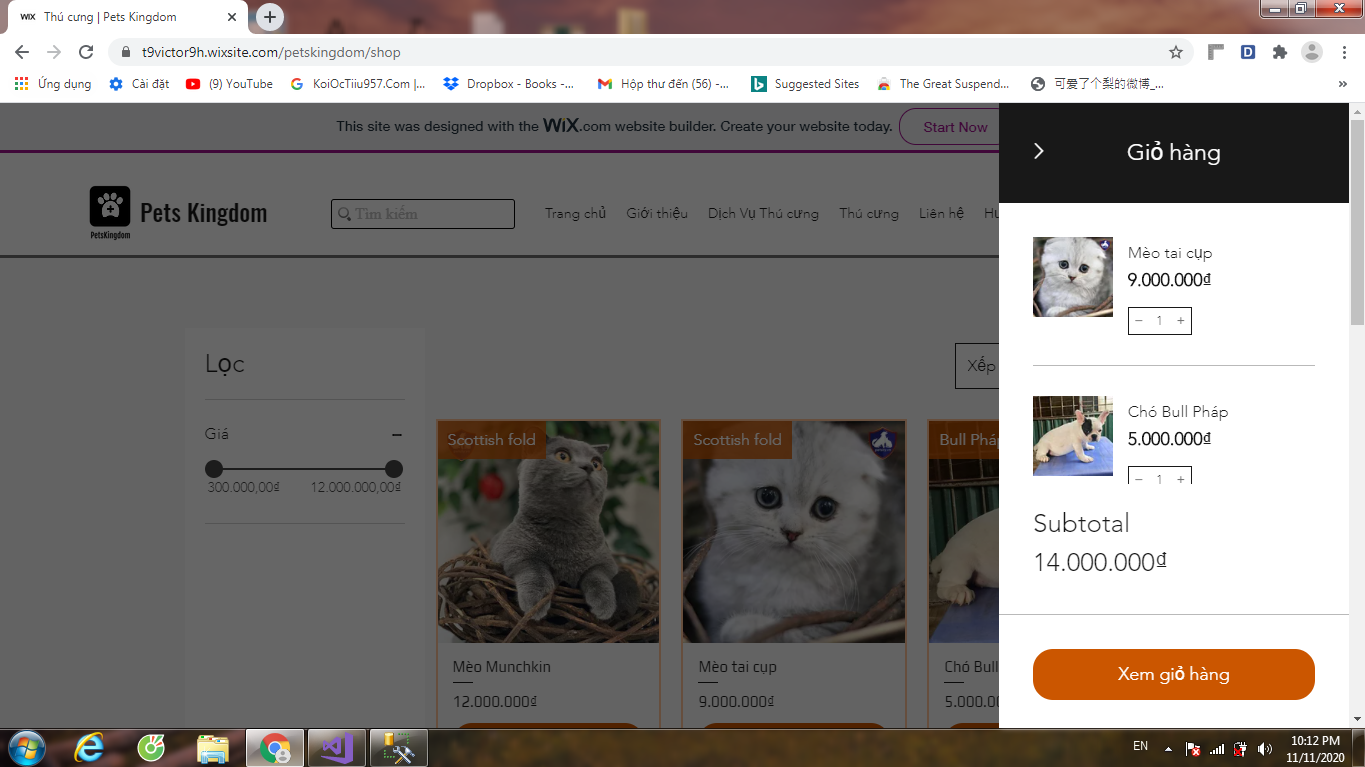 WiX Thú cưng | Pets Kingdom
t9victor9h.wixsite.com/petskingdom/shop
Ứng dụng Cài đặt (9) YouTube KoiOcTiiu957.Com |... Dropbox - Books -... Hộp thư đến (56) -... Suggested Sites The Great Suspend... 可爱了个梨的微博_... »
This site was designed with the WiX.com website builder. Create your website today. Start Now
Giỏ hàng
PetsKingdom
Pets Kingdom
Tìm kiếm
Trang chủ Giới thiệu Dịch Vụ Thú cưng Thú cưng Liên hệ
Mèo tai cụp
9.000.000₫
− 1 +
Chó Bull Pháp
5.000.000₫
− 1 +
Subtotal
14.000.000₫
Xem giỏ hàng
Lọc
Giá
300.000,00₫ 12.000.000,00₫
Xếp
Scottish fold
Mèo Munchkin
12.000.000₫
Scottish fold
Mèo tai cụp
9.000.000₫
Bull Pháp
Chó Bull
5.000.00
EN
10:12 PM
11/11/2020